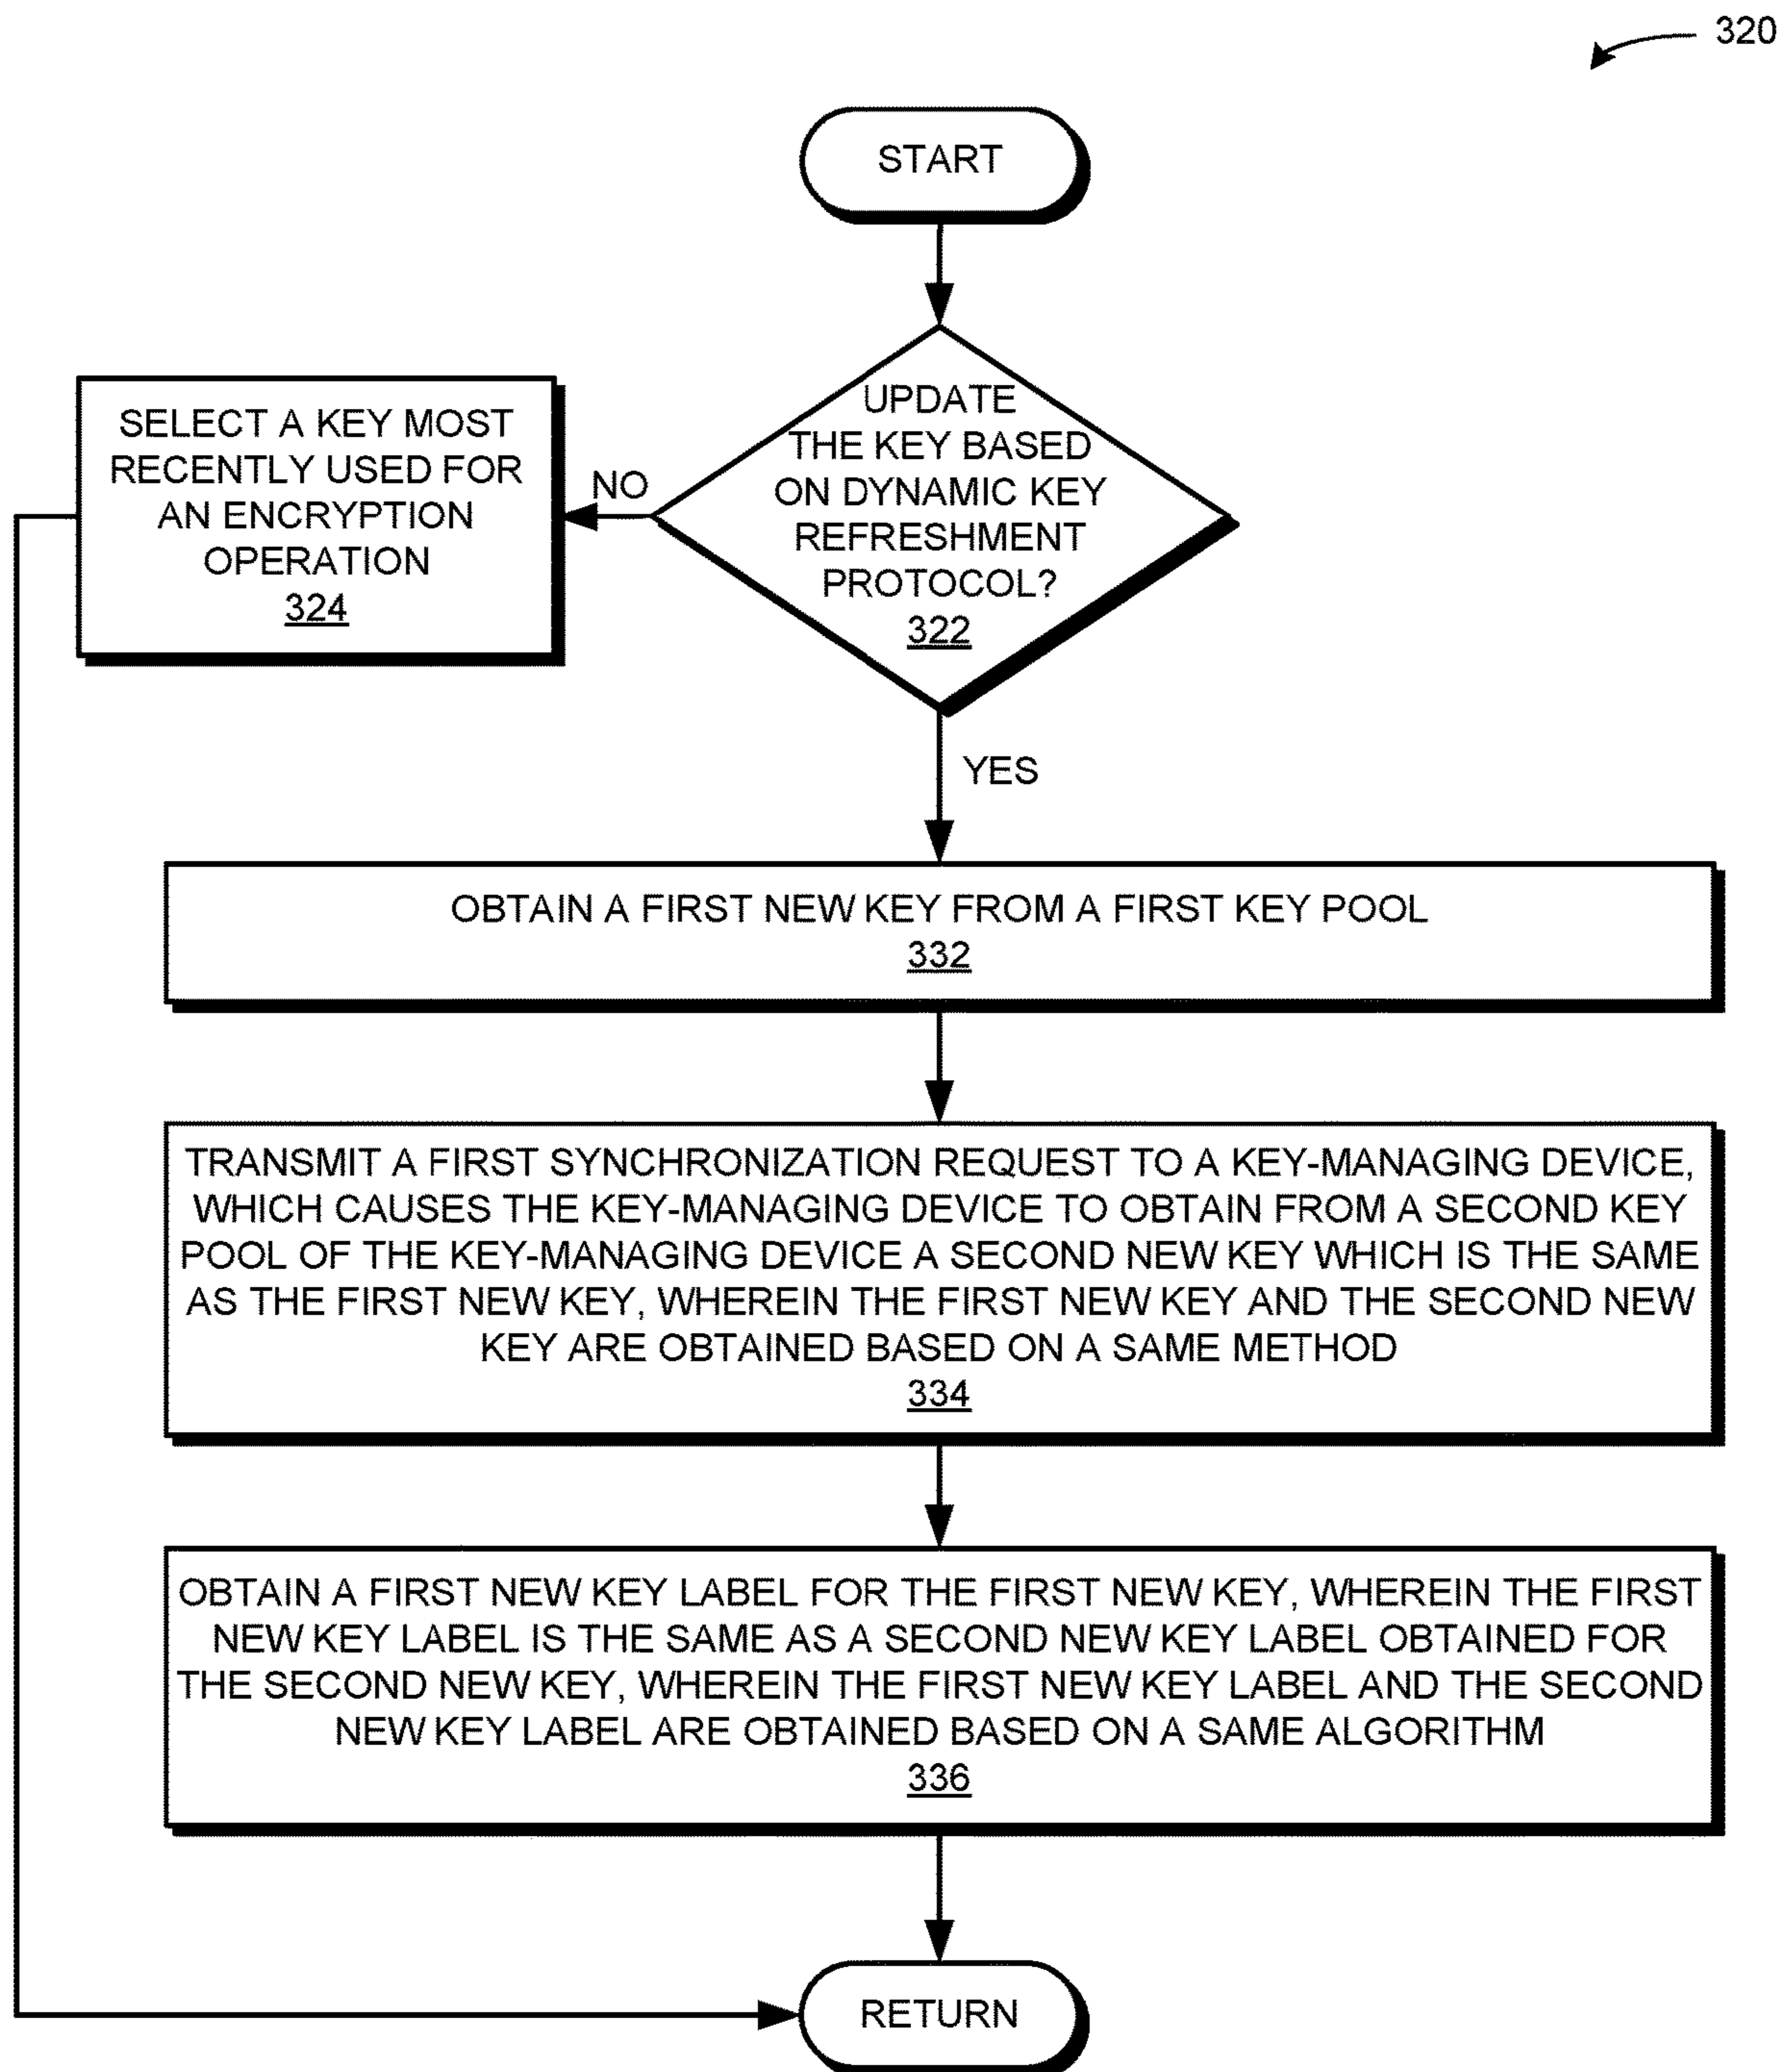 320
START
UPDATE
THE KEY BASED
ON DYNAMIC KEY
REFRESHMENT
PROTOCOL?
322
NO
SELECT A KEY MOST
RECENTLY USED FOR
AN ENCRYPTION
OPERATION
324
YES
OBTAIN A FIRST NEW KEY FROM A FIRST KEY POOL
332
TRANSMIT A FIRST SYNCHRONIZATION REQUEST TO A KEY-MANAGING DEVICE,
WHICH CAUSES THE KEY-MANAGING DEVICE TO OBTAIN FROM A SECOND KEY
POOL OF THE KEY-MANAGING DEVICE A SECOND NEW KEY WHICH IS THE SAME
AS THE FIRST NEW KEY, WHEREIN THE FIRST NEW KEY AND THE SECOND NEW
KEY ARE OBTAINED BASED ON A SAME METHOD
334
OBTAIN A FIRST NEW KEY LABEL FOR THE FIRST NEW KEY, WHEREIN THE FIRST
NEW KEY LABEL IS THE SAME AS A SECOND NEW KEY LABEL OBTAINED FOR
THE SECOND NEW KEY, WHEREIN THE FIRST NEW KEY LABEL AND THE SECOND
NEW KEY LABEL ARE OBTAINED BASED ON A SAME ALGORITHM
336
RETURN